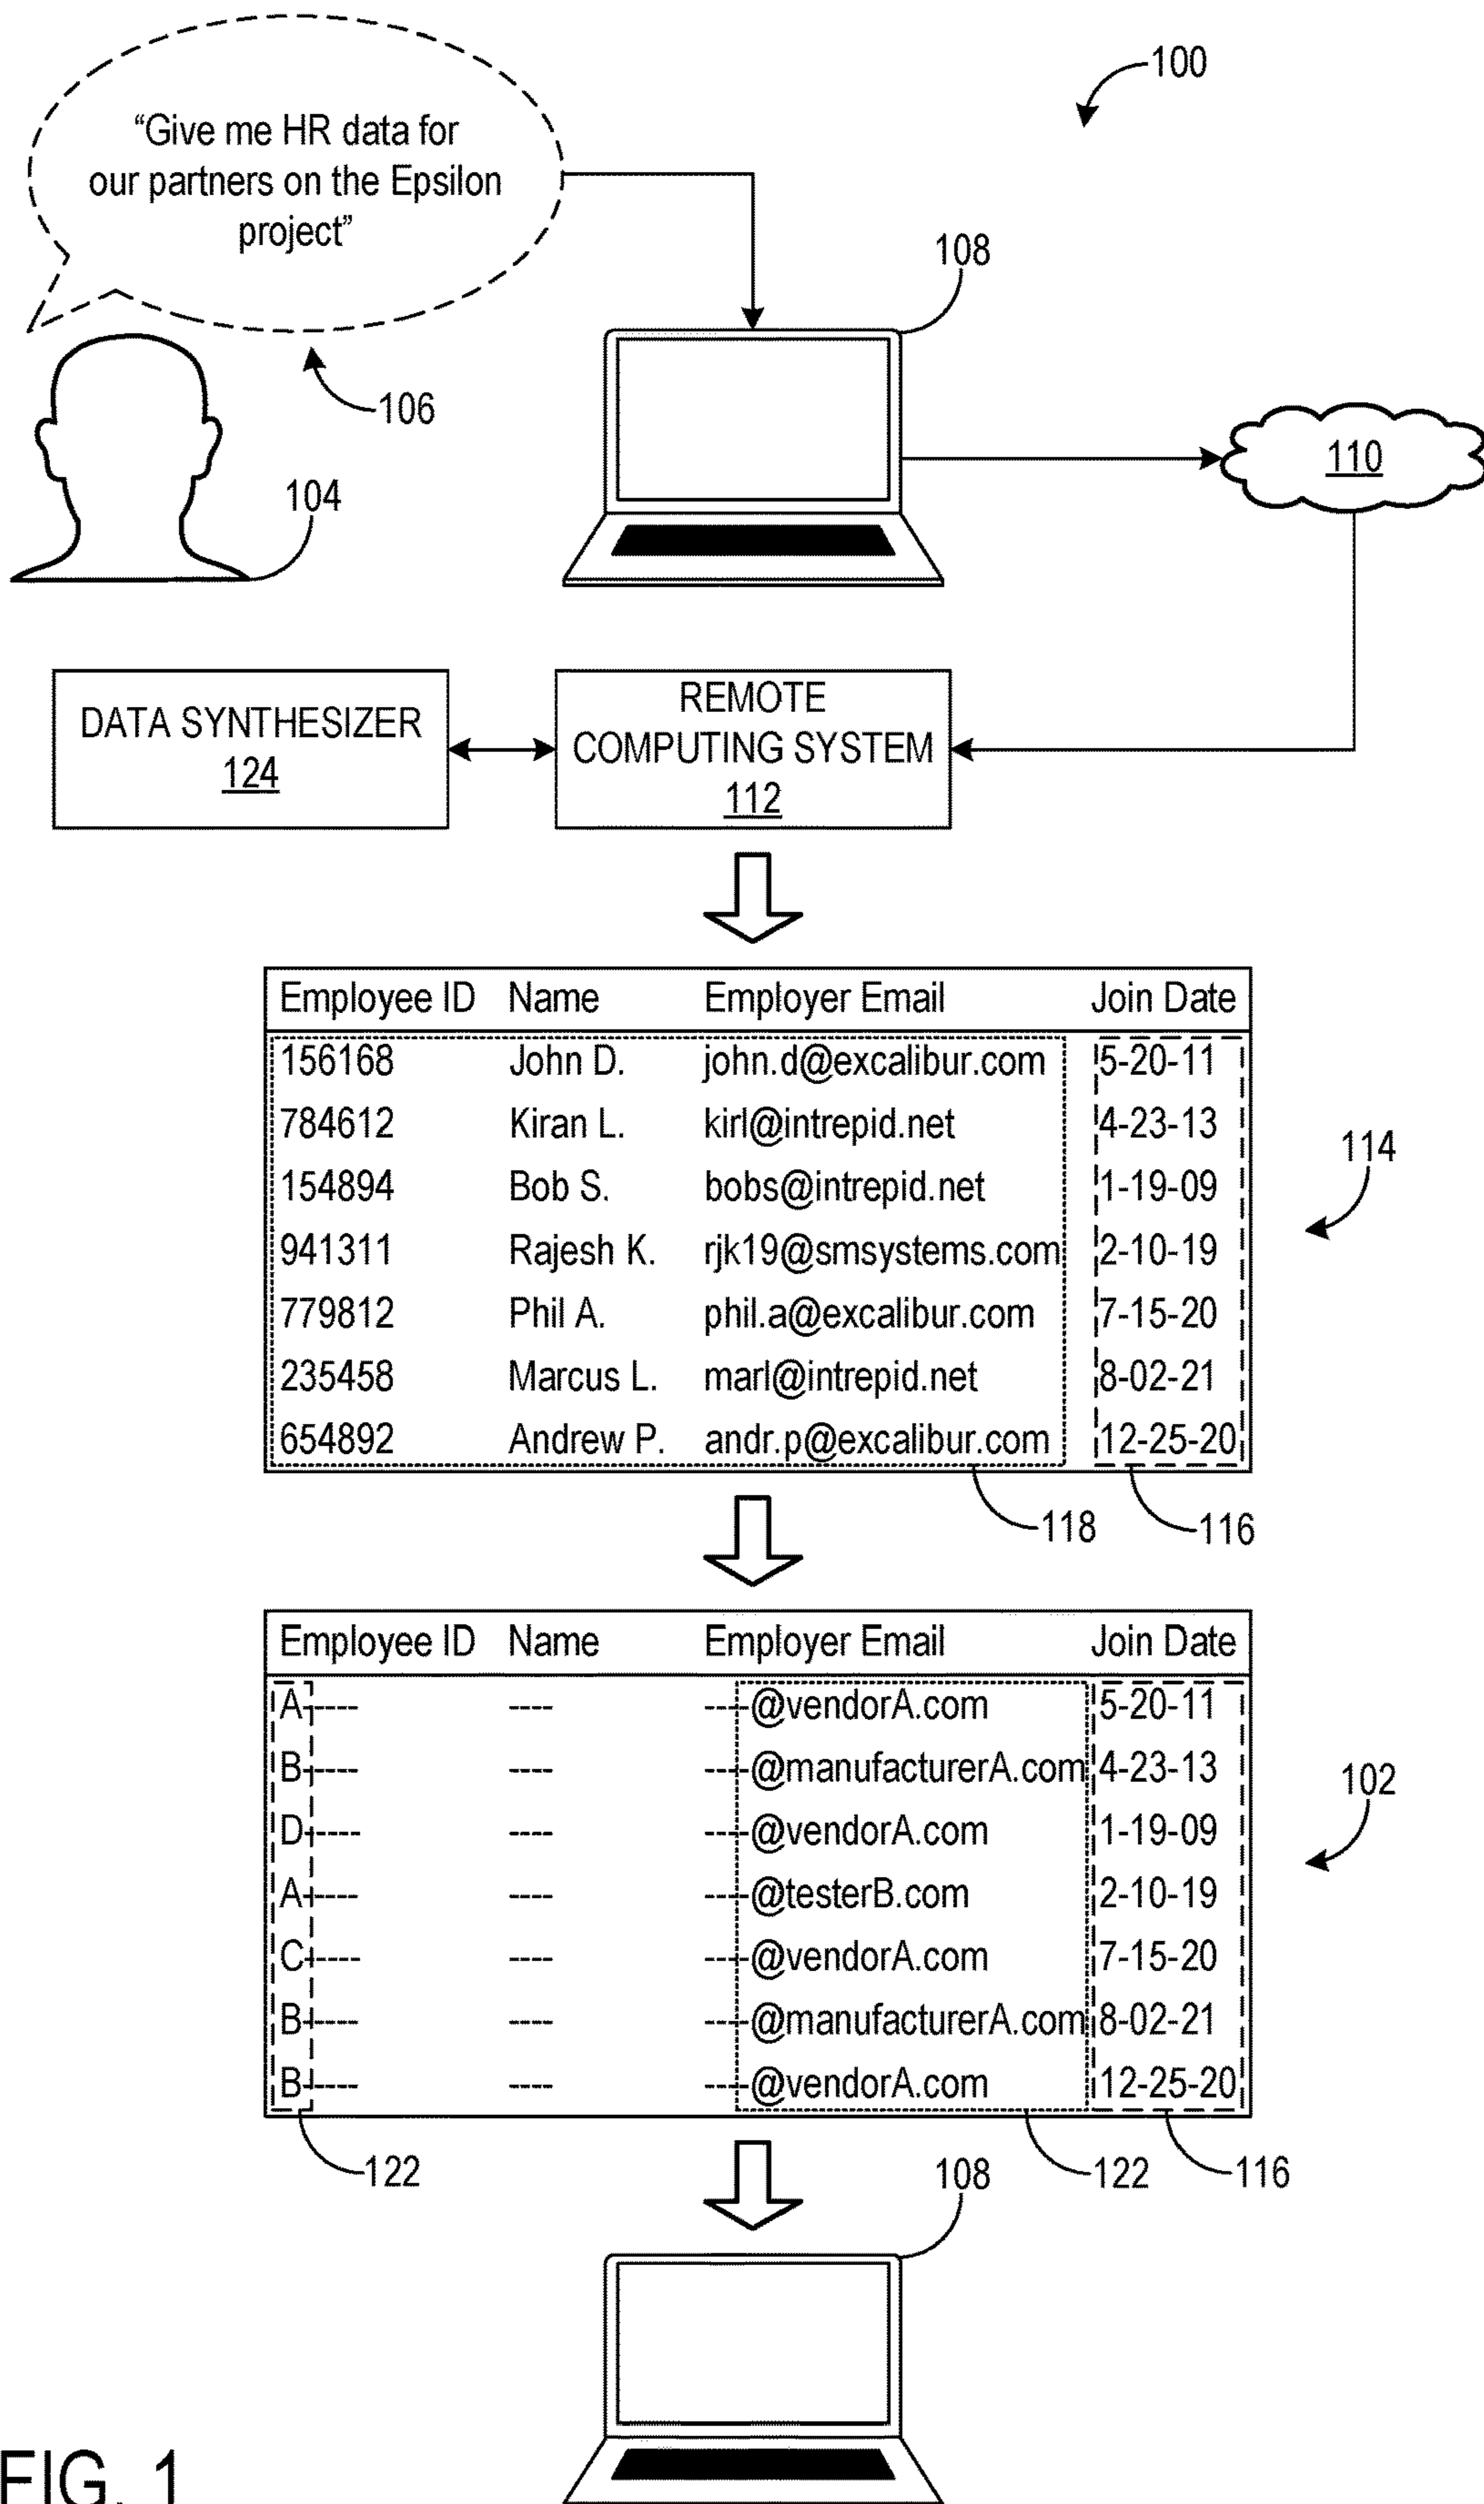 100
“Give me HR data for
our partners on the Epsilon
project”
108
106
110
104
DATA SYNTHESIZER
124
REMOTE
COMPUTING SYSTEM
112
Employee ID Name Employer Email Join Date
156168 John D. john.d@excalibur.com 5-20-11
784612 Kiran L. kirl@intrepid.net 4-23-13
154894 Bob S. bobs@intrepid.net 1-19-09
941311 Rajesh K. rjk19@smsystems.com 2-10-19
779812 Phil A. phil.a@excalibur.com 7-15-20
235458 Marcus L. marl@intrepid.net 8-02-21
654892 Andrew P. andr.p@excalibur.com 12-25-20
114
118 116
Employee ID Name Employer Email Join Date
A----- ---- ----@vendorA.com 5-20-11
B----- ---- ----@manufacturerA.com 4-23-13
D----- ---- ----@vendorA.com 1-19-09
A----- ---- ----@testerB.com 2-10-19
C----- ---- ----@vendorA.com 7-15-20
B----- ---- ----@manufacturerA.com 8-02-21
B----- ---- ----@vendorA.com 12-25-20
102
122 122 116
108
FIG. 1